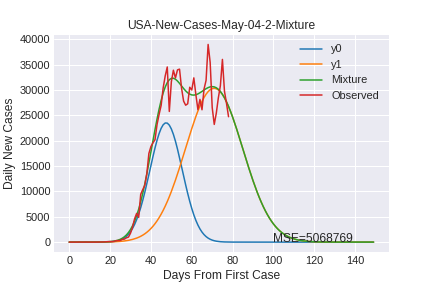 USA-New-Cases-May-04-2-Mixture
40000
35000
30000
25000
20000
15000
10000
5000
0
Daily New Cases
y0
y1
Mixture
Observed
MSE=5068769
0 20 40 60 80 100 120 140
Days From First Case